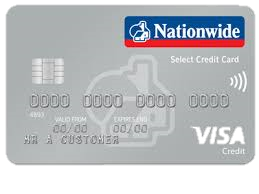 Nationwide
Select Credit Card
0000 0000 0000 0000
4893
VALID FROM 00/00 EXPIRES END 00/00
MR A CUSTOMER
VISA
Credit